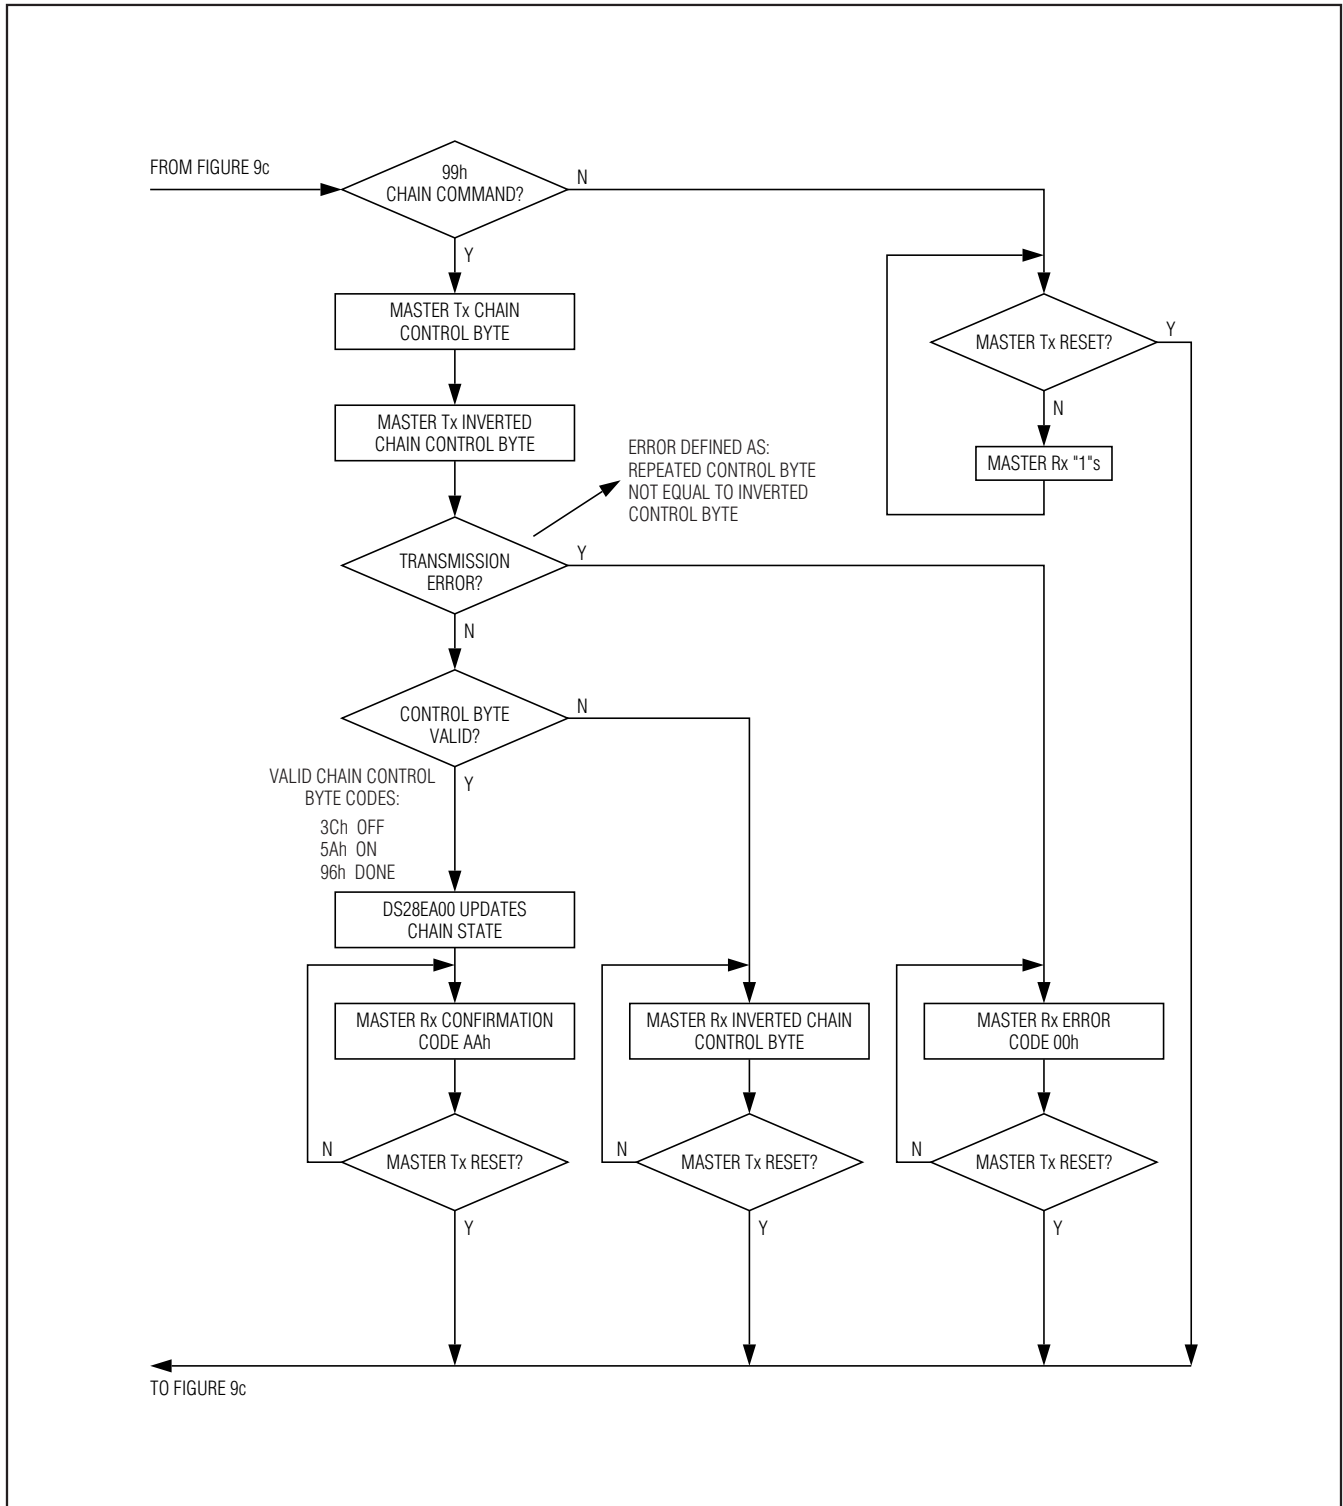 FROM FIGURE 9c
99h
CHAIN COMMAND?
N
Y
MASTER Tx CHAIN
CONTROL BYTE
MASTER Tx RESET?
Y
N
MASTER Rx "1"s
MASTER Tx INVERTED
CHAIN CONTROL BYTE
ERROR DEFINED AS:
REPEATED CONTROL BYTE
NOT EQUAL TO INVERTED
CONTROL BYTE
TRANSMISSION
ERROR?
Y
N
CONTROL BYTE
VALID?
N
Y
VALID CHAIN CONTROL
BYTE CODES:
3Ch OFF
5Ah ON
96h DONE
DS28EA00 UPDATES
CHAIN STATE
MASTER Rx CONFIRMATION
CODE AAh
MASTER Rx INVERTED CHAIN
CONTROL BYTE
MASTER Rx ERROR
CODE 00h
N
MASTER Tx RESET?
Y
N
MASTER Tx RESET?
Y
N
MASTER Tx RESET?
Y
TO FIGURE 9c